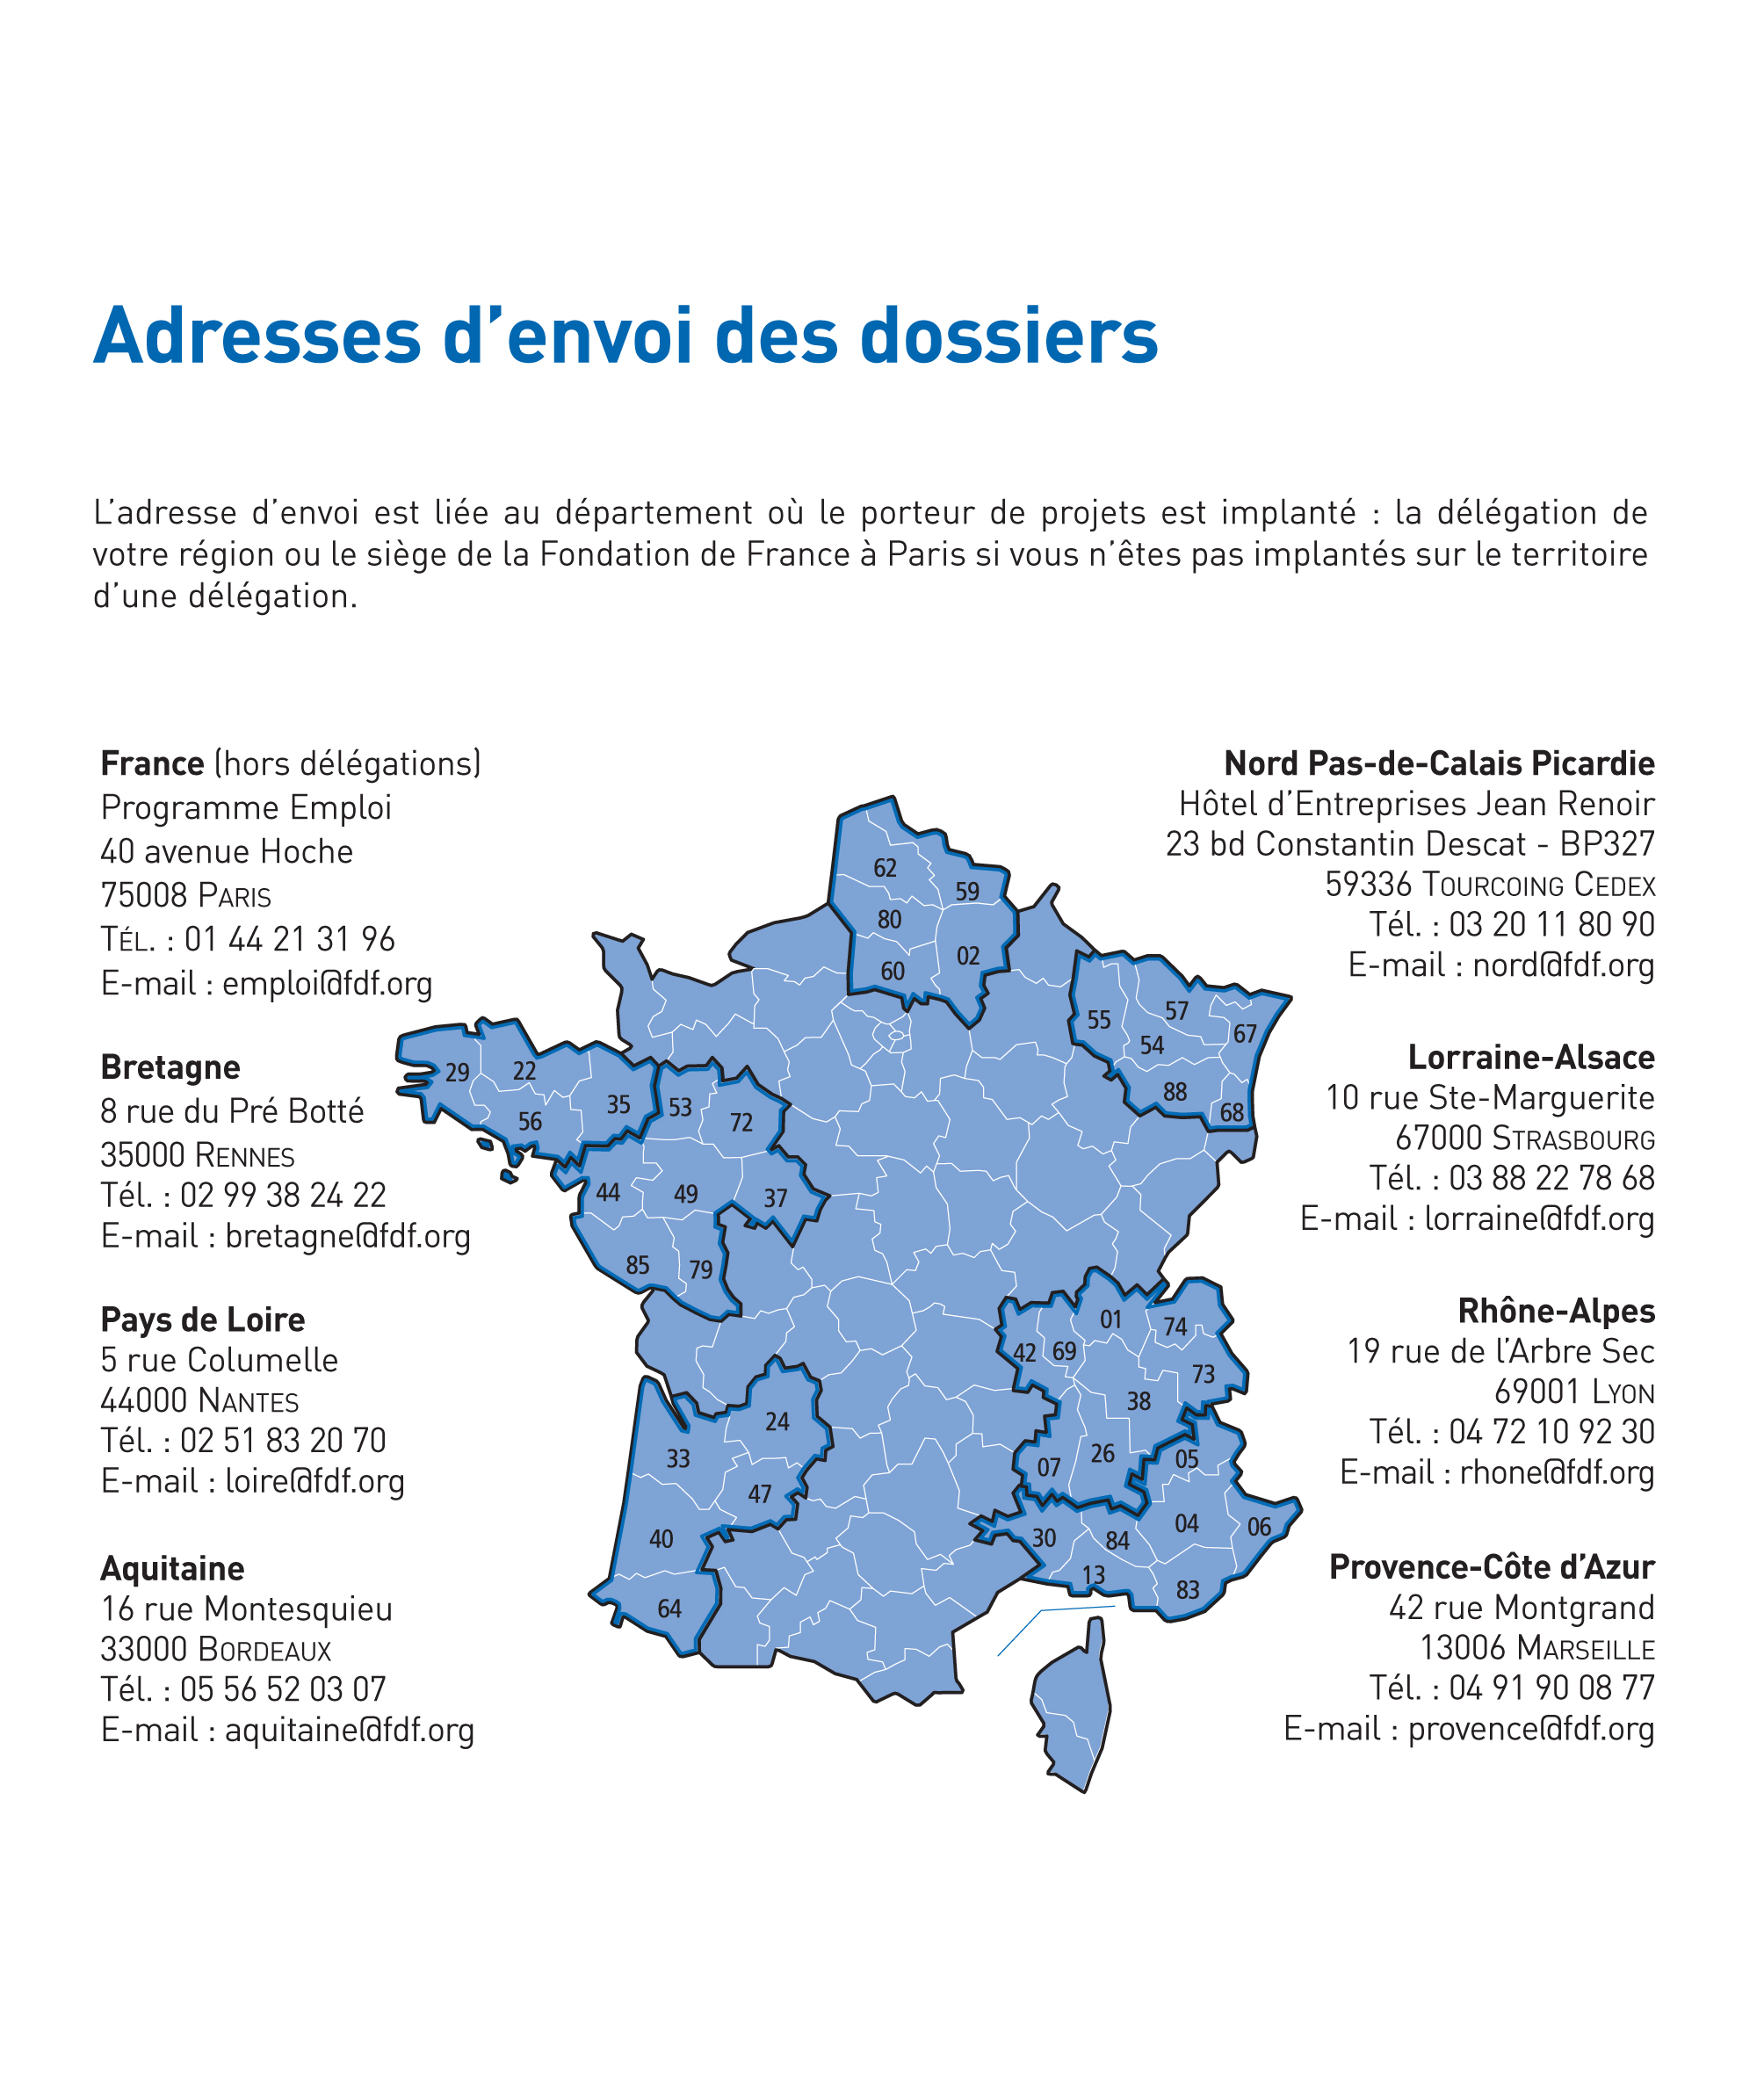 Adresses d’envoi des dossiers
L’adresse d’envoi est liée au département où le porteur de projets est implanté : la délégation de
votre région ou le siège de la Fondation de France à Paris si vous n’êtes pas implantés sur le territoire
d’une délégation.
France (hors délégations)
Programme Emploi
40 avenue Hoche
75008 PARIS
TÉL. : 01 44 21 31 96
E-mail : emploi@fdf.org
Bretagne
8 rue du Pré Botté
35000 RENNES
Tél. : 02 99 38 24 22
E-mail : bretagne@fdf.org
Pays de Loire
5 rue Columelle
44000 NANTES
Tél. : 02 51 83 20 70
E-mail : loire@fdf.org
Aquitaine
16 rue Montesquieu
33000 BORDEAUX
Tél. : 05 56 52 03 07
E-mail : aquitaine@fdf.org
62
59
80
02
60
55
57
54
67
88
68
29
22
56
35
53
72
44
49
37
85
79
01
74
42
69
73
38
07
26
05
24
33
47
40
64
30
84
04
06
13
83
Nord Pas-de-Calais Picardie
Hôtel d’Entreprises Jean Renoir
23 bd Constantin Descat - BP327
59336 TOURCOING CEDEX
Tél. : 03 20 11 80 90
E-mail : nord@fdf.org
Lorraine-Alsace
10 rue Ste-Marguerite
67000 STRASBOURG
Tél. : 03 88 22 78 68
E-mail : lorraine@fdf.org
Rhône-Alpes
19 rue de l’Arbre Sec
69001 LYON
Tél. : 04 72 10 92 30
E-mail : rhone@fdf.org
Provence-Côte d’Azur
42 rue Montgrand
13006 MARSEILLE
Tél. : 04 91 90 08 77
E-mail : provence@fdf.org